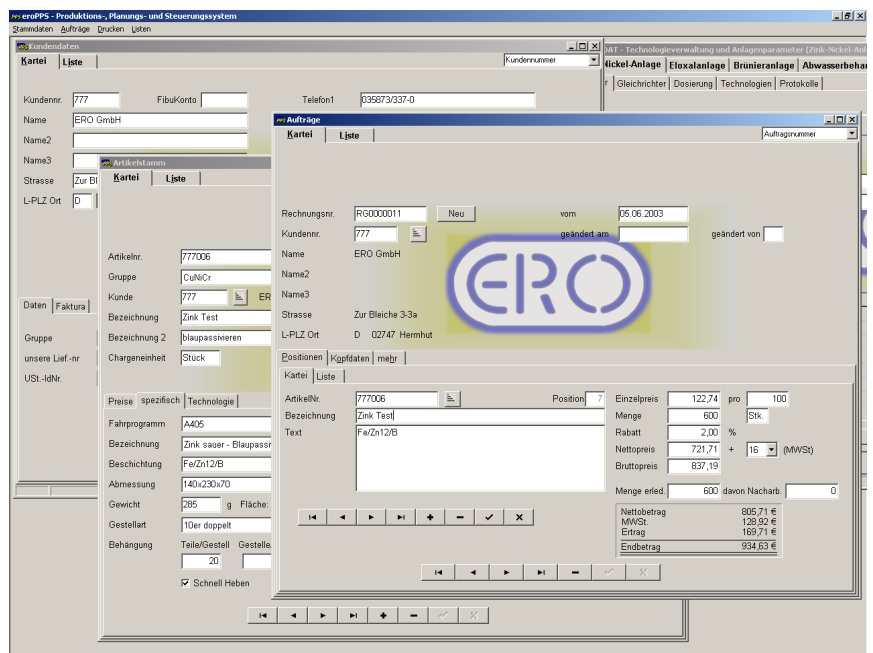 eroPPS - Produktions-, Planungs- und Steuerungssystem
Stammdaten Aufträge Drucken Listen
Kundendaten
Kartei Liste
Kundennummer
Kundennr. 777 FibuKonto Telefon1 035873/337-0
Name ERO GmbH
Name2
Name3
Strasse Zur Bl
L-PLZ Ort D
Daten Faktura
Gruppe
unsere Lief.-nr
USt.-IdNr.
DAT - Technologieverwaltung und Anlagenparameter (Zink-Nickel-Anl
Nickel-Anlage Eloxalanlage Brünieranlage Abwasserbehar
r Gleichrichter Dosierung Technologien Protokolle
Artikelstamm
Kartei Liste
Artikelnr. 777006
Gruppe CuNiCr
Kunde 777 ER
Bezeichnung Zink Test
Bezeichnung 2 blaupassivieren
Chargeneinheit Stück
Preise spezifisch Technologie
Fahrprogramm A405
Bezeichnung Zink sauer - Blaupassi
Beschichtung Fe/Zn12/B
Abmessung 140x230x70
Gewicht 285 g Fläche:
Gestellart 10er doppelt
Behängung Teile/Gestell Gestelle/
20
Schnell Heben
Aufträge
Kartei Liste
Auftragsnummer
Rechnungsnr. RG0000011 Neu vom 05.06.2003
Kundennr. 777 geändert am geändert von
Name ERO GmbH
Name2
Name3
Strasse Zur Bleiche 3-3a
L-PLZ Ort D 02747 Herrnhut
ERO
Positionen Kopfdaten mehr
Kartei Liste
ArtikelNr. 777006 Position 7
Bezeichnung Zink Test
Text Fe/Zn12/B
Einzelpreis 122,74 pro 100
Menge 600 Stk.
Rabatt 2,00 %
Nettopreis 721,71 + 16 (MWSt)
Bruttopreis 837,19
Menge erled. 600 davon Nacharb. 0
Nettobetrag 805,71 €
MWSt. 128,92 €
Ertrag 169,71 €
Endbetrag 934,63 €